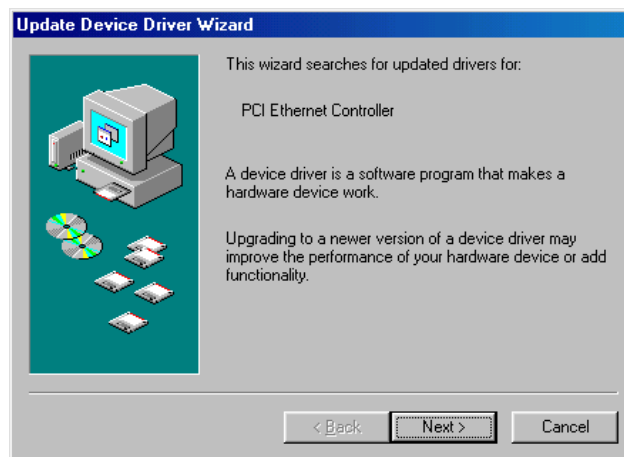 Update Device Driver Wizard
This wizard searches for updated drivers for:
PCI Ethernet Controller
A device driver is a software program that makes a
hardware device work.
Upgrading to a newer version of a device driver may
improve the performance of your hardware device or add
functionality.
< Back
Next >
Cancel